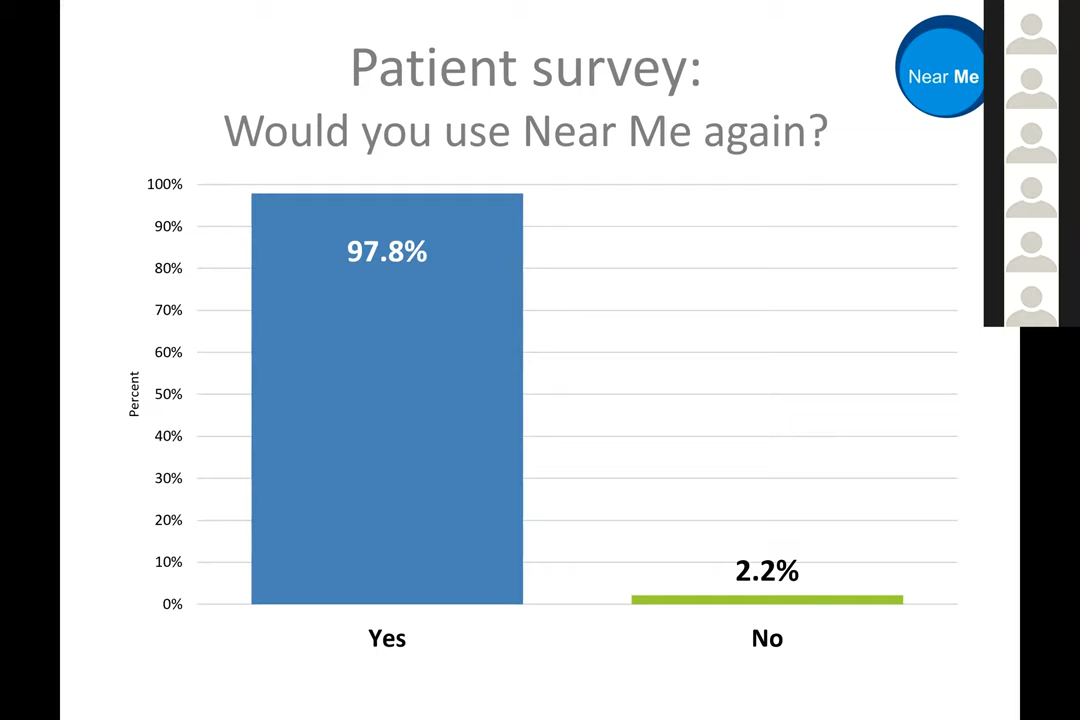 Patient survey:
Would you use Near Me again?
Near Me
100%
90%
80%
70%
60%
50%
40%
30%
20%
10%
0%
Percent
97.8%
2.2%
Yes
No